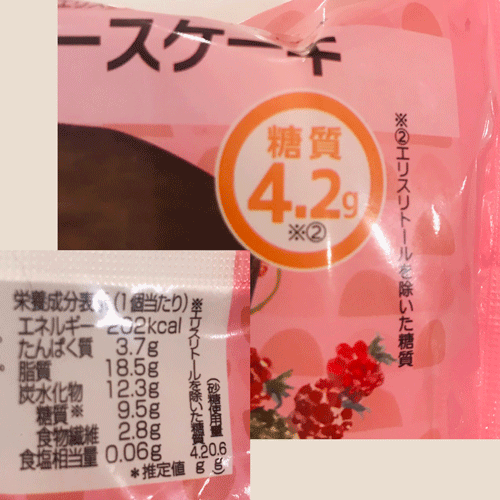 ースケーキ
糖質
4.2g
※②
※②エリスリトールを除いた糖質
栄養成分表
(1個当たり)
エネルギー 202kcal
たんぱく質 3.7g
脂質 18.5g
炭水化物 12.3g
糖質※ 9.5g
食物繊維 2.8g
食塩相当量 0.06g
*推定値
※エリスリトールを除いた糖質4.2g
(砂糖使用量0.6g)